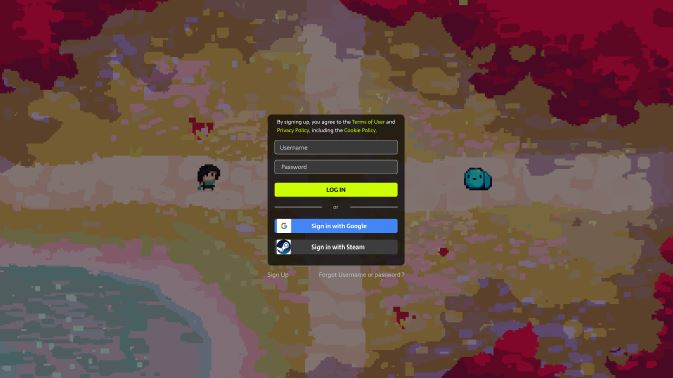 By signing up, you agree to the Terms of User and
Privacy Policy, including the Cookie Policy.
Username
Password
LOG IN
or
G Sign in with Google
Sign in with Steam
Sign Up Forgot Username or password ?